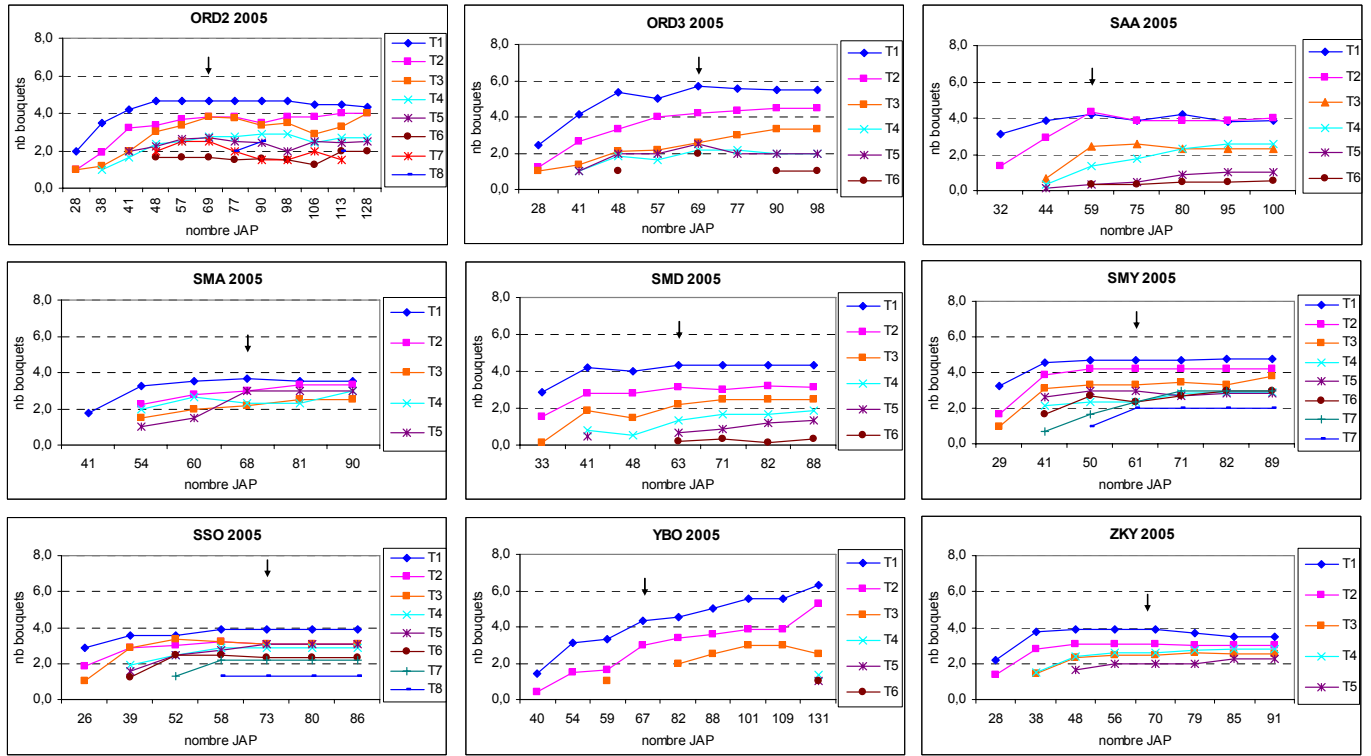 ORD2 2005
nb bouquets
8,0
6,0
4,0
2,0
0,0
28 38 41 48 57 69 77 90 98 106 113 128
nombre JAP
T1
T2
T3
T4
T5
T6
T7
T8
ORD3 2005
nb bouquets
8,0
6,0
4,0
2,0
0,0
28 41 48 57 69 77 90 98
nombre JAP
T1
T2
T3
T4
T5
T6
SAA 2005
nb bouquets
8,0
6,0
4,0
2,0
0,0
32 44 59 75 80 95 100
nombre JAP
T1
T2
T3
T4
T5
T6
SMA 2005
nb bouquets
8,0
6,0
4,0
2,0
0,0
41 54 60 68 81 90
nombre JAP
T1
T2
T3
T4
T5
SMD 2005
nb bouquets
8,0
6,0
4,0
2,0
0,0
33 41 48 63 71 82 88
nombre JAP
T1
T2
T3
T4
T5
T6
SMY 2005
nb bouquets
8,0
6,0
4,0
2,0
0,0
29 41 50 61 71 82 89
nombre JAP
T1
T2
T3
T4
T5
T6
T7
T7
SSO 2005
nb bouquets
8,0
6,0
4,0
2,0
0,0
26 39 52 58 73 80 86
nombre JAP
T1
T2
T3
T4
T5
T6
T7
T8
YBO 2005
nb bouquets
8,0
6,0
4,0
2,0
0,0
40 54 59 67 82 88 101 109 131
nombre JAP
T1
T2
T3
T4
T5
T6
ZKY 2005
nb bouquets
8,0
6,0
4,0
2,0
0,0
28 38 48 56 70 79 85 91
nombre JAP
T1
T2
T3
T4
T5